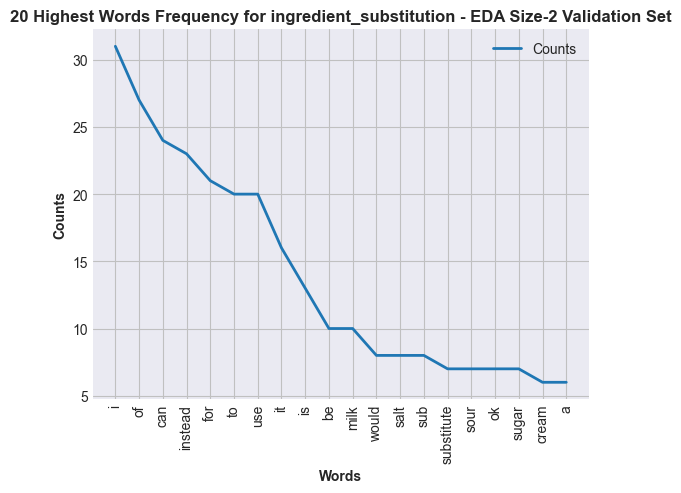 20 Highest Words Frequency for ingredient_substitution - EDA Size-2 Validation Set
Counts
30
25
20
15
10
5
Counts
i
of
can
instead
for
to
use
it
is
be
milk
would
salt
sub
substitute
sour
ok
sugar
cream
a
Words